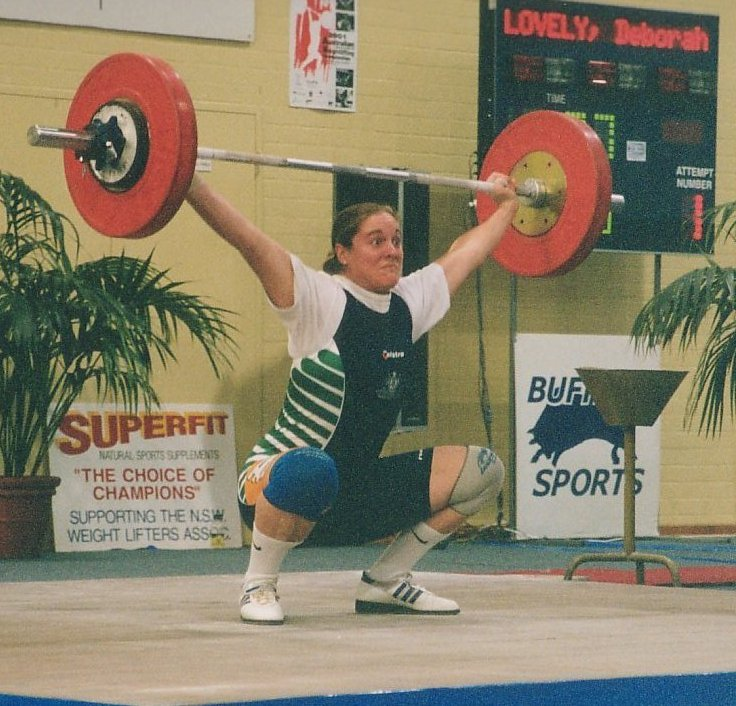 LOVELY, Deborah
TIME
ATTEMPT
NUMBER
SUPERFIT
NATURAL SPORTS SUPPLEMENTS
"THE CHOICE OF
CHAMPIONS"
SUPPORTING THE N.S.W.
WEIGHT LIFTERS ASSOC.
SPORTS